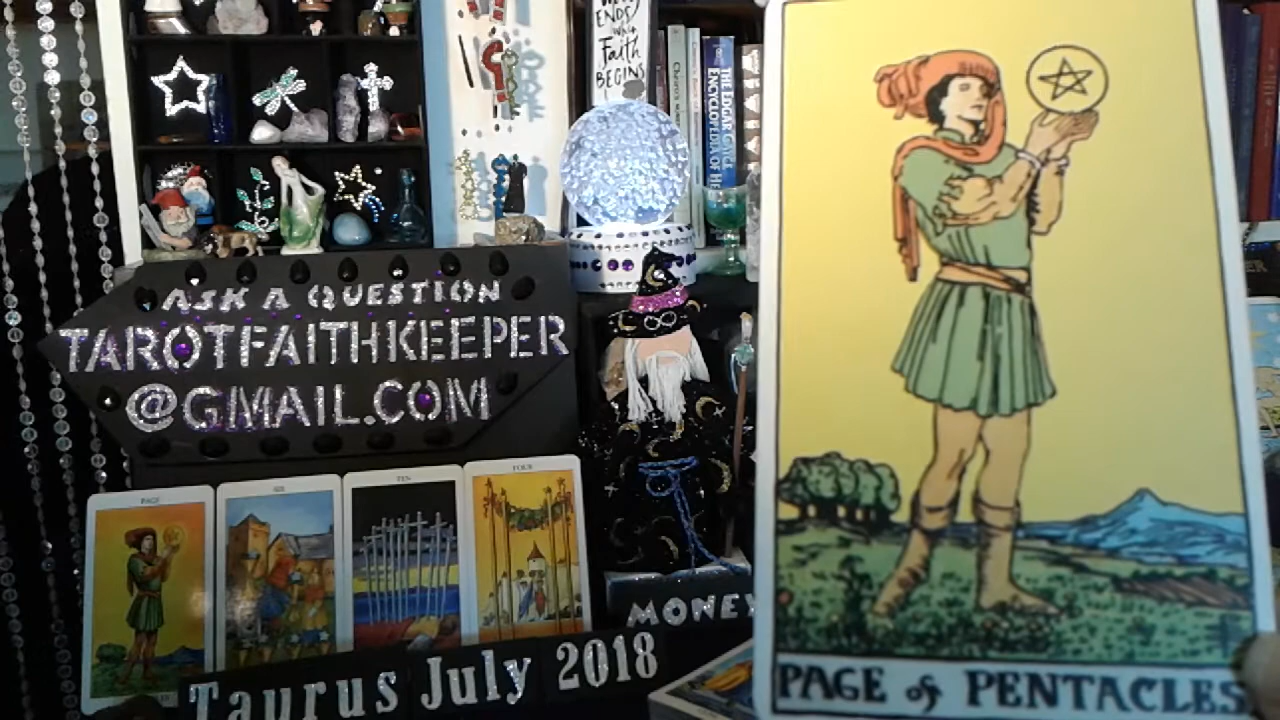 ENDS
Faith
BEGINS
THE EDGAR CAYCE
ENCYCLOPEDIA OF HE
ASK A QUESTION
TAROTFAITHKEEPER
@GMAIL.COM
PAGE
SIX
TEN
FOUR
MONEY
Taurus July 2018
PAGE of PENTACLES